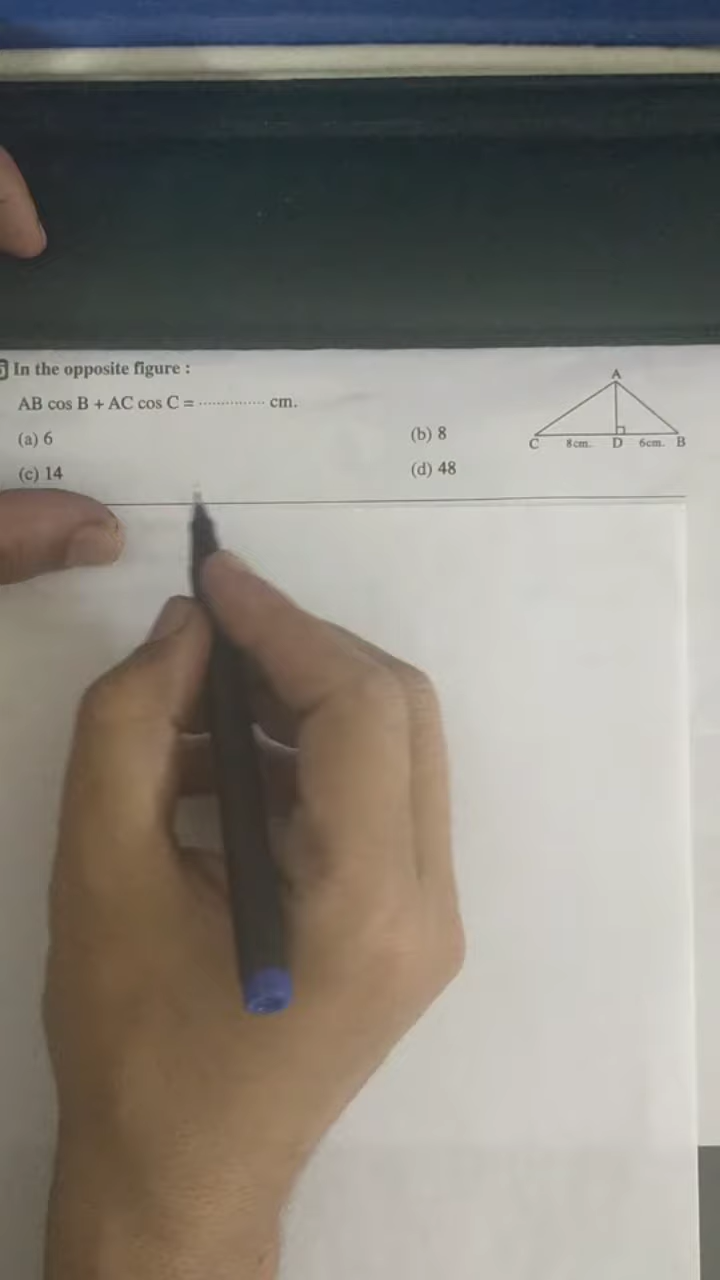 In the opposite figure :
AB cos B + AC cos C = ·············· cm.
(a) 6
(b) 8
(c) 14
(d) 48
A
C 8cm. D 6cm. B